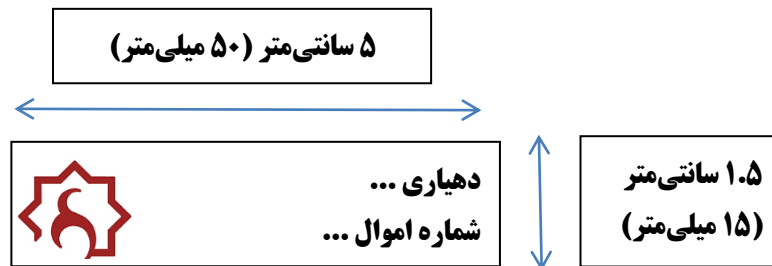 ۵ سانتی‌متر (۵۰ میلی‌متر)
دهیاری ...
شماره اموال ...
۱.۵ سانتی‌متر
(۱۵ میلی‌متر)